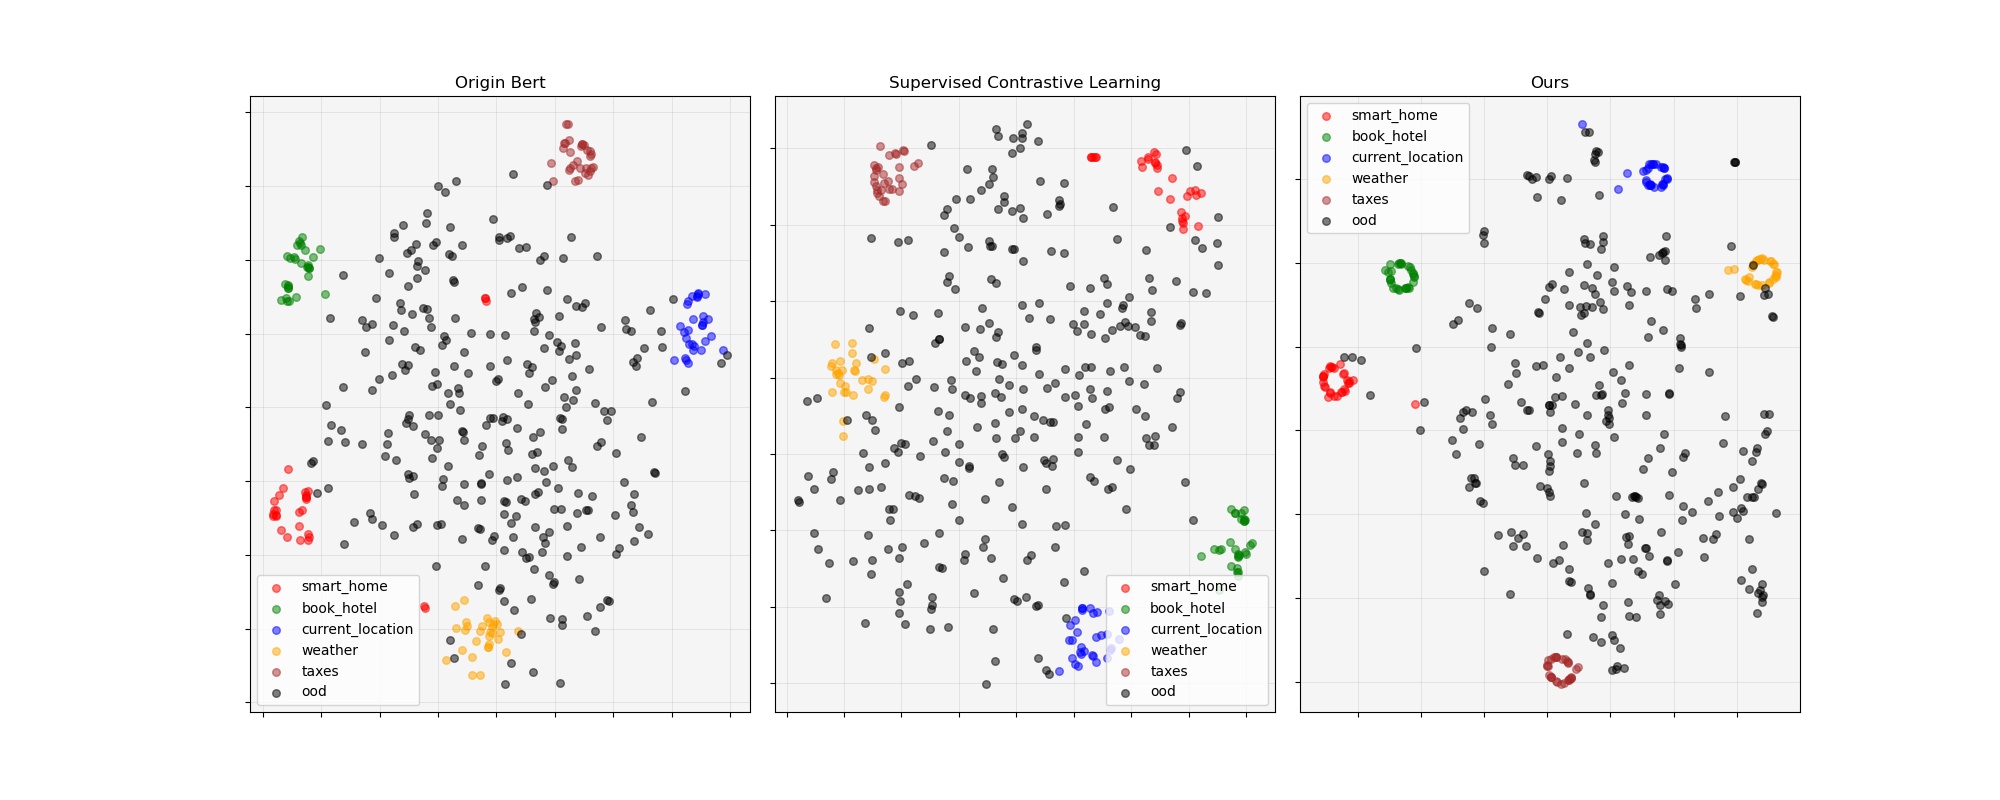 Origin Bert
smart_home
book_hotel
current_location
weather
taxes
ood
Supervised Contrastive Learning
smart_home
book_hotel
current_location
weather
taxes
ood
Ours
smart_home
book_hotel
current_location
weather
taxes
ood